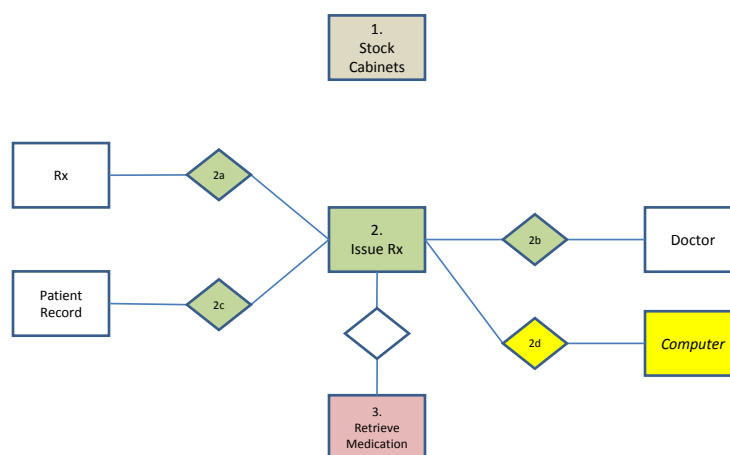 1.
Stock
Cabinets
Rx
2a
2.
Issue Rx
2b
Doctor
Patient
Record
2c
2d
Computer
3.
Retrieve
Medication